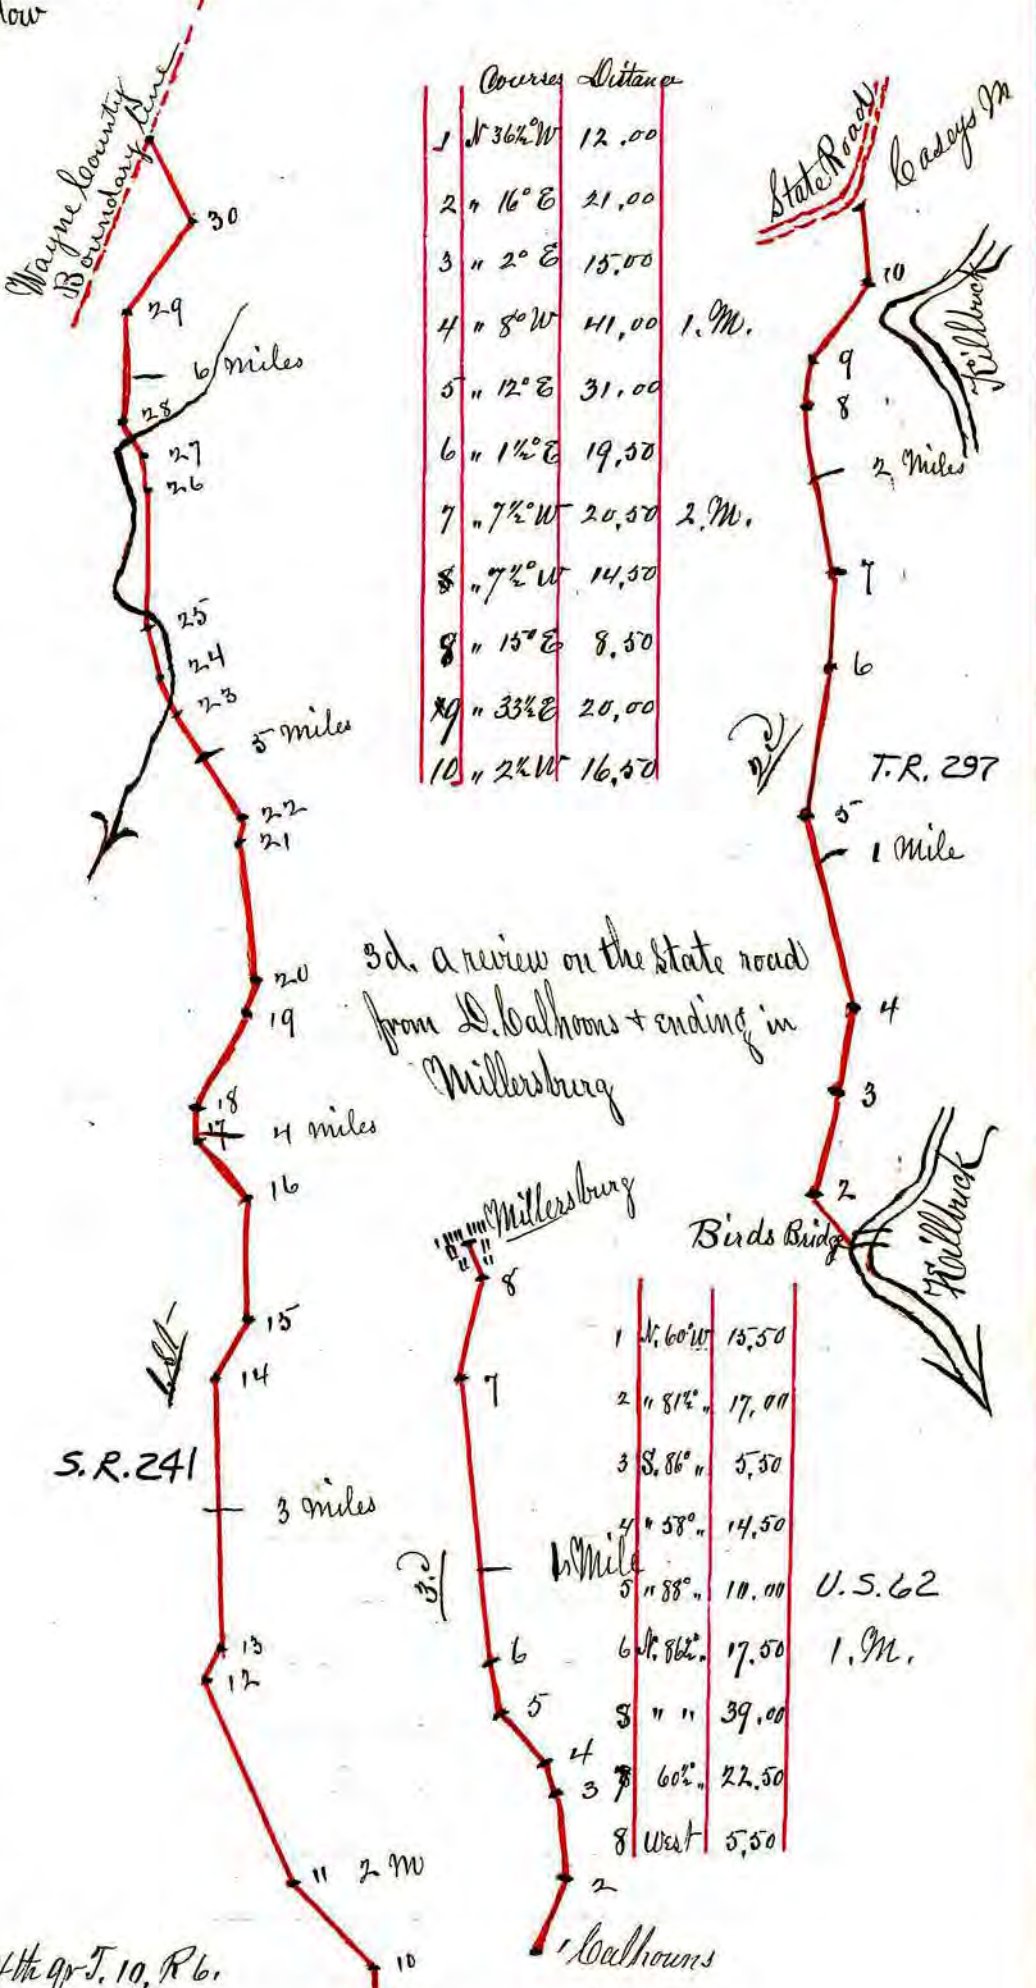 low
Wayne County
Boundary Line
30
29
6 miles
28
27
26
25
24
23
5 miles
22
21
20
19
18
17
4 miles
16
15
14
1st
S.R. 241
3 miles
13
12
11 2 M
10
4th qr T. 10, R 6.
Courses Distance
1 N 36½° W 12,00
2 " 16° E 21,00
3 " 2° E 15,00
4 " 8° W 41,00 1. M.
5 " 12° E 31,00
6 " 1½° E 19,50
7 " 7½° W 20,50 2. M.
8 " 7½° W 14,50
8 " 15° E 8,50
9 " 33½ E 20,00
10 " 2½ W 16,50
State Road
Caseys M
10
Killbuck
9
8
2 Miles
7
6
2d
T.R. 297
5
1 Mile
4
3
2
Birds Bridge
Killbuck
3d. a review on the State road
from D. Calhoons + ending in
Millersburg
Millersburg
8
7
1 Mile
3d
6
5
4
3
2
1 Calhouns
1 N. 60° W 15,50
2 " 81½° " 17,00
3 S. 86° " 5,50
4 " 58° " 14,50
5 " 88° " 10,00 U.S. 62
6 N. 86½° " 17,50 1. M.
8 " " 39,00
7 60½° " 22,50
8 West 5,50